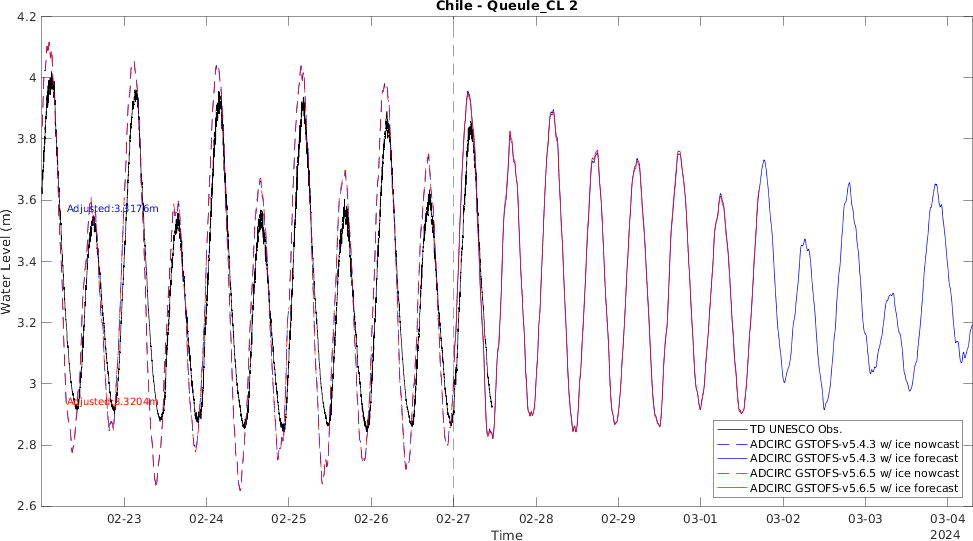 Chile - Queule_CL 2
4.2
4
3.8
3.6
3.4
3.2
3
2.8
2.6
Water Level (m)
Adjusted:3.3176m
Adjusted:3.3204m
TD UNESCO Obs.
ADCIRC GSTOFS-v5.4.3 w/ ice nowcast
ADCIRC GSTOFS-v5.4.3 w/ ice forecast
ADCIRC GSTOFS-v5.6.5 w/ ice nowcast
ADCIRC GSTOFS-v5.6.5 w/ ice forecast
02-23 02-24 02-25 02-26 02-27 02-28 02-29 03-01 03-02 03-03 03-04
Time 2024